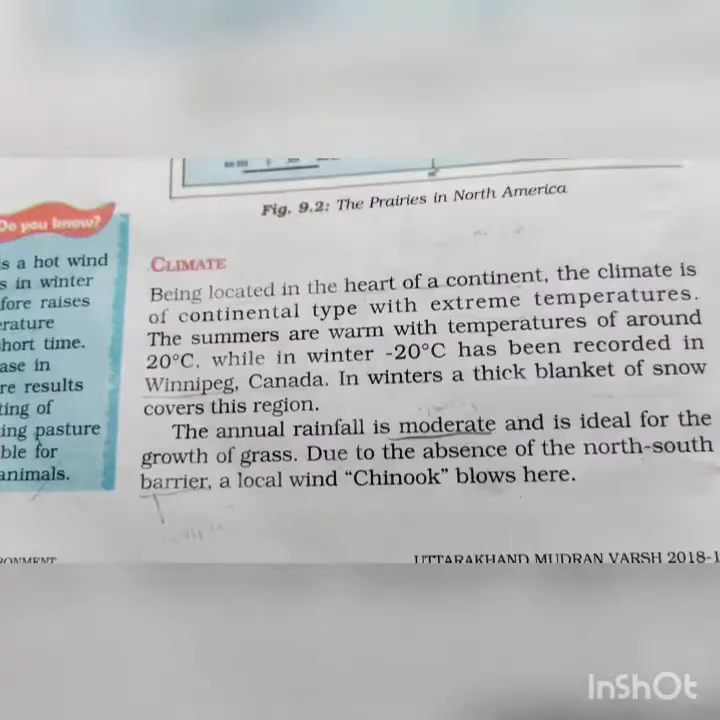 Fig. 9.2: The Prairies in North America
Do you know?
is a hot wind
s in winter
fore raises
erature
short time.
ase in
re results
ting of
ing pasture
ble for
animals.
CLIMATE
Being located in the heart of a continent, the climate is
of continental type with extreme temperatures.
The summers are warm with temperatures of around
20°C, while in winter -20°C has been recorded in
Winnipeg, Canada. In winters a thick blanket of snow
covers this region.
The annual rainfall is moderate and is ideal for the
growth of grass. Due to the absence of the north-south
barrier, a local wind “Chinook” blows here.
RONMENT
UTTARAKHAND MUDRAN VARSH 2018-1
InShOt